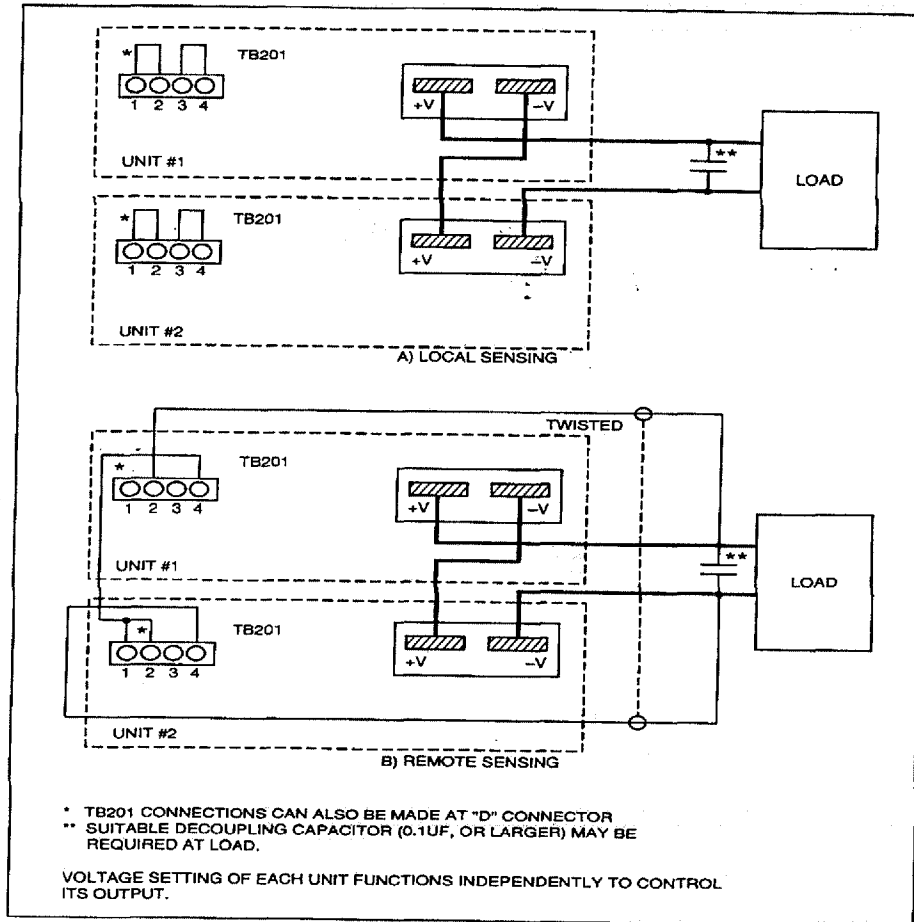 * TB201
1 2 3 4
+V -V
UNIT #1
**
LOAD
* TB201
1 2 3 4
+V -V
UNIT #2
A) LOCAL SENSING
TWISTED
* TB201
1 2 3 4
+V -V
UNIT #1
**
LOAD
* TB201
1 2 3 4
+V -V
UNIT #2
B) REMOTE SENSING
* TB201 CONNECTIONS CAN ALSO BE MADE AT "D" CONNECTOR
** SUITABLE DECOUPLING CAPACITOR (0.1UF, OR LARGER) MAY BE
REQUIRED AT LOAD.
VOLTAGE SETTING OF EACH UNIT FUNCTIONS INDEPENDENTLY TO CONTROL
ITS OUTPUT.